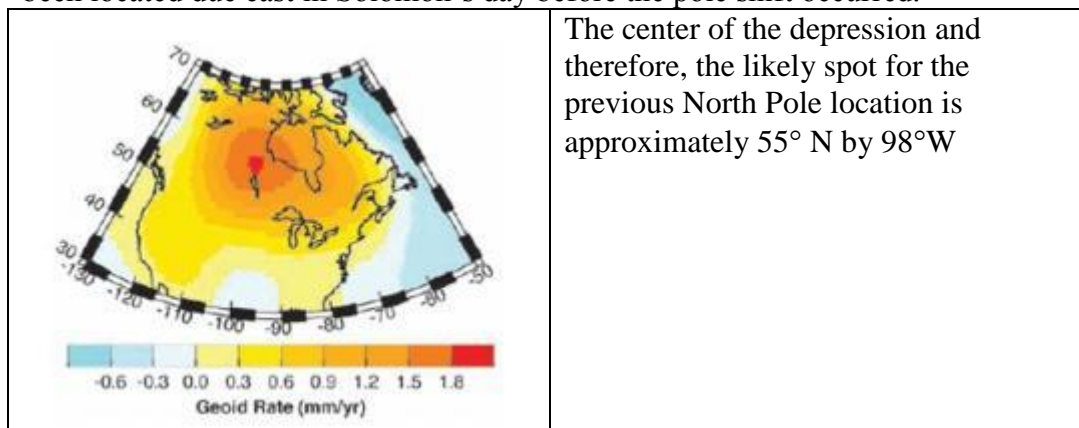 been located due east in Solomon's day before the pole shift occurred.
The center of the depression and
therefore, the likely spot for the
previous North Pole location is
approximately 55° N by 98°W
70
60
50
40
30
-130
-120
-110
-100
-90
-80
-70
-60
-50
-0.6 -0.3 0.0 0.3 0.6 0.9 1.2 1.5 1.8
Geoid Rate (mm/yr)